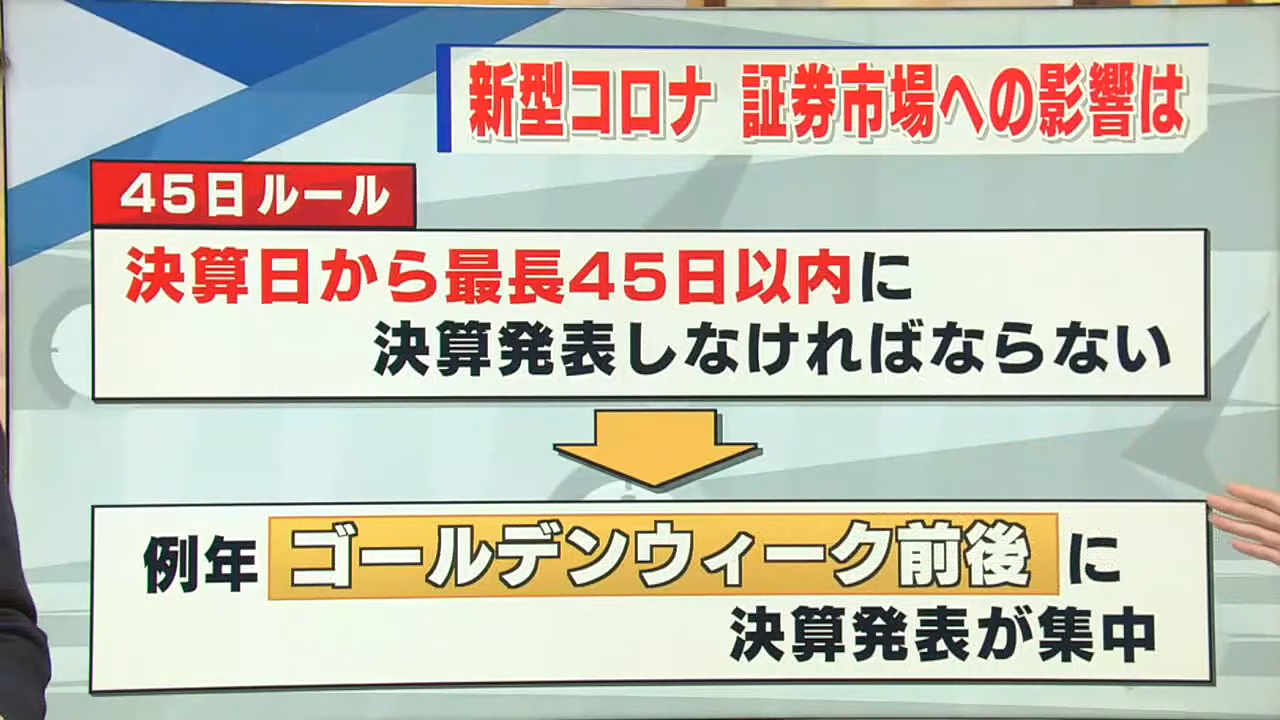 新型コロナ 証券市場への影響は
45日ルール
決算日から最長45日以内に
決算発表しなければならない
例年 ゴールデンウィーク前後 に
決算発表が集中